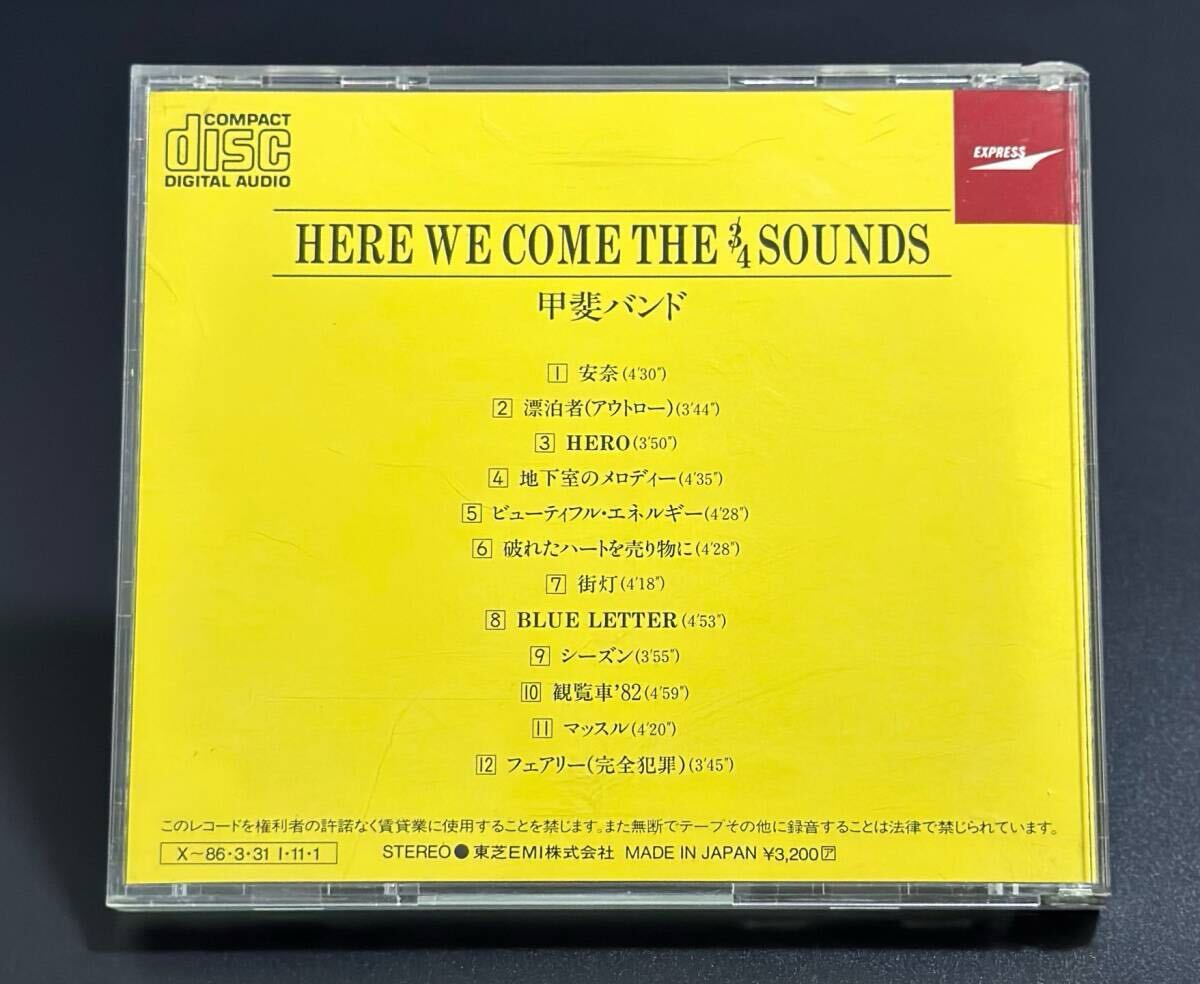 COMPACT
disc
DIGITAL AUDIO
EXPRESS
HERE WE COME THE 3/4 SOUNDS
甲斐バンド
1 安奈(4'30")
2 漂泊者(アウトロー)(3'44")
3 HERO(3'50")
4 地下室のメロディー(4'35")
5 ビューティフル・エネルギー(4'28")
6 破れたハートを売り物に(4'28")
7 街灯(4'18")
8 BLUE LETTER(4'53")
9 シーズン(3'55")
10 観覧車'82(4'59")
11 マッスル(4'20")
12 フェアリー(完全犯罪)(3'45")
このレコードを権利者の許諾なく賃貸業に使用することを禁じます。また無断でテープその他に録音することは法律で禁じられています。
X〜86・3・31 I・11・1 STEREO● 東芝EMI株式会社 MADE IN JAPAN ¥3,200ア